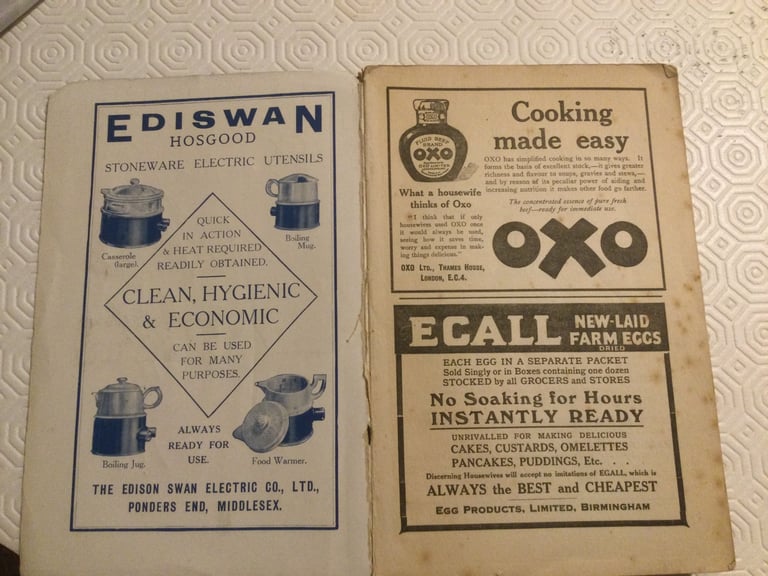 EDISWAN
HOSGOOD
STONEWARE ELECTRIC UTENSILS
Casserole
(large).
Boiling
Mug.
QUICK
IN ACTION
& HEAT REQUIRED
READILY OBTAINED.
CLEAN, HYGIENIC
& ECONOMIC
CAN BE USED
FOR MANY
PURPOSES.
Boiling Jug.
ALWAYS
READY FOR
USE.
Food Warmer.
THE EDISON SWAN ELECTRIC CO., LTD.,
PONDERS END, MIDDLESEX.
FLUID BEEF
BRAND
OXO
Cooking
made easy
OXO has simplified cooking in so many ways. It
forms the basis of excellent stock,—it gives greater
richness and flavour to soups, gravies and stews,—
and by reason of its peculiar power of aiding and
increasing nutrition it makes other food go farther.
The concentrated essence of pure fresh
beef—ready for immediate use.
What a housewife
thinks of Oxo
"I think that if only
housewives used OXO once
it would always be used,
seeing how it saves time,
worry and expense in mak-
ing things delicious."
OXO LTD., THAMES HOUSE,
LONDON, E.C.4.
OXO
ECALL NEW-LAID
FARM EGGS
DRIED
EACH EGG IN A SEPARATE PACKET
Sold Singly or in Boxes containing one dozen
STOCKED by all GROCERS and STORES
No Soaking for Hours
INSTANTLY READY
UNRIVALLED FOR MAKING DELICIOUS
CAKES, CUSTARDS, OMELETTES
PANCAKES, PUDDINGS, Etc. . .
Discerning Housewives will accept no imitations of EGALL, which is
ALWAYS the BEST and CHEAPEST
EGG PRODUCTS, LIMITED, BIRMINGHAM